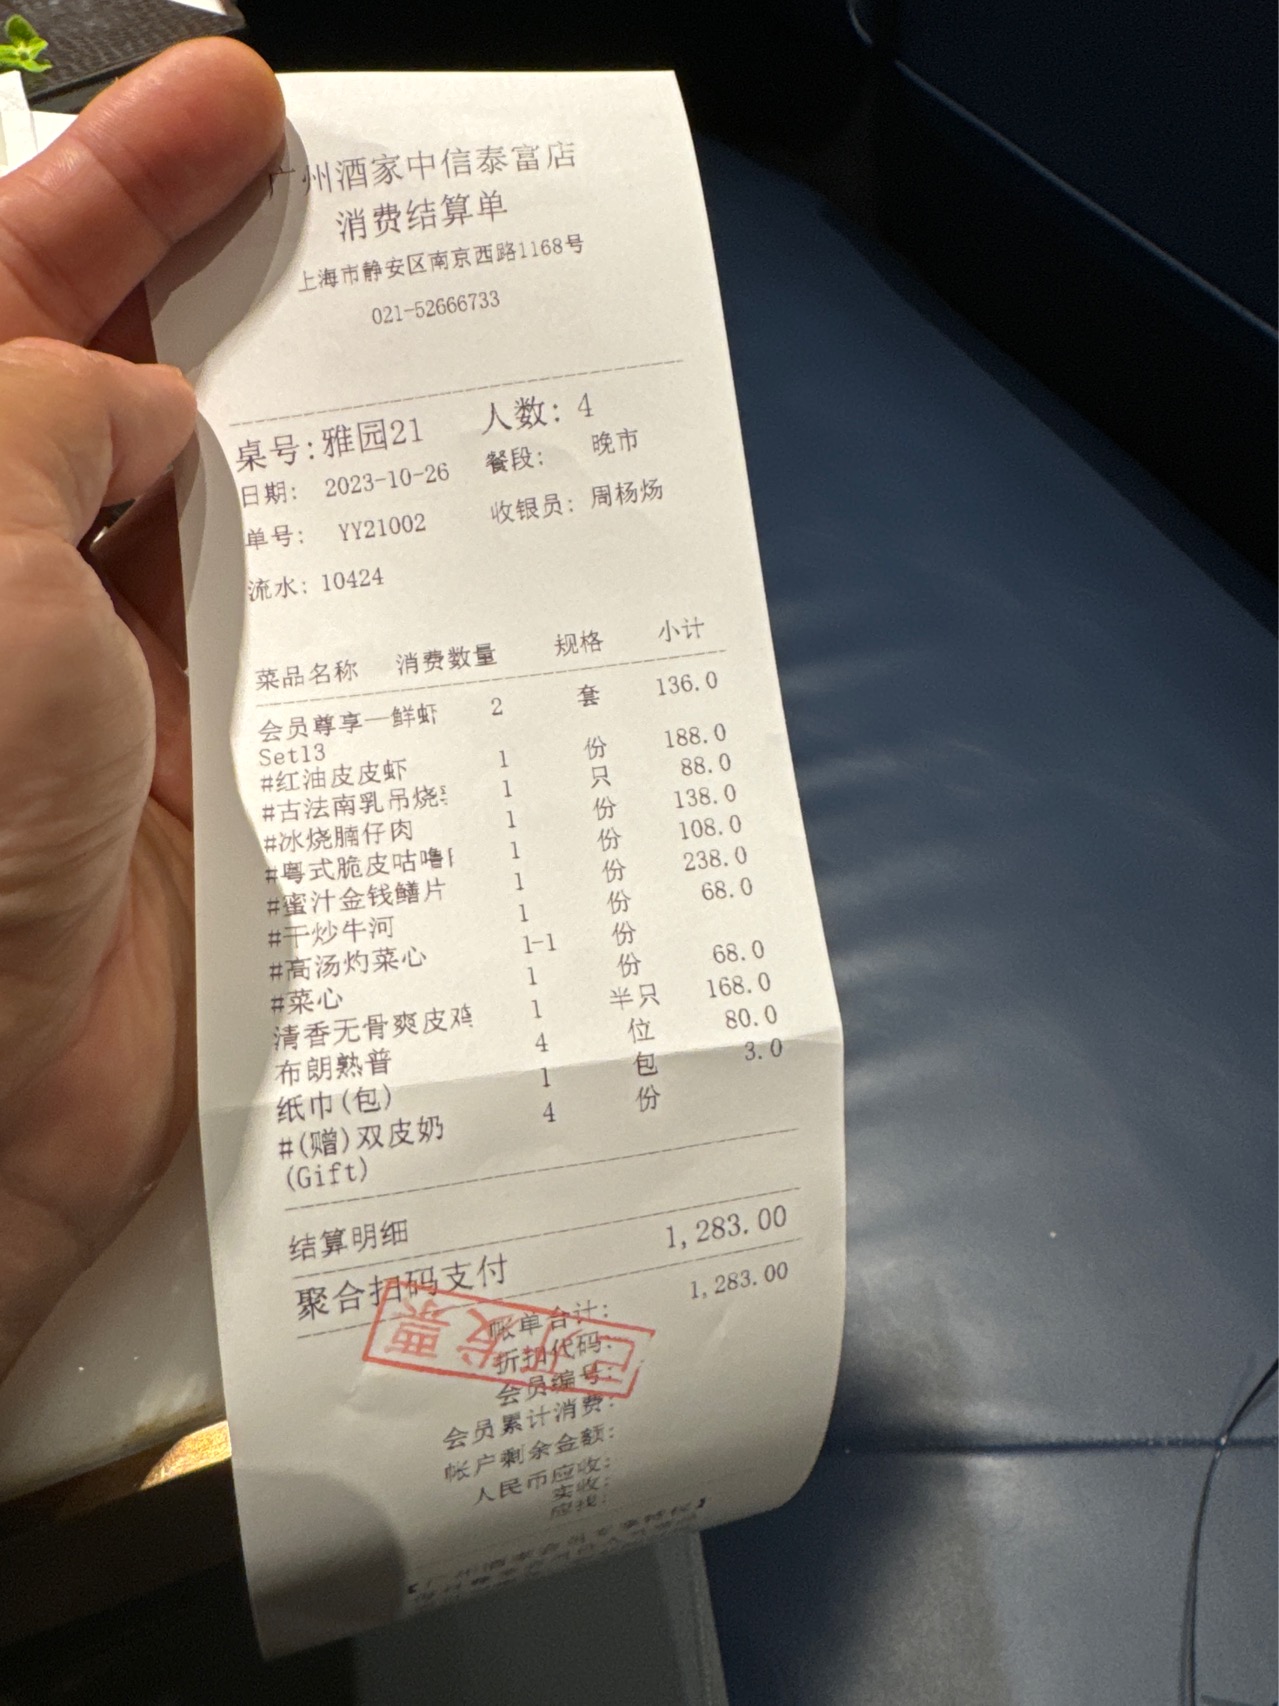 广州酒家中信泰富店
消费结算单
上海市静安区南京西路1168号
021-52666733
桌号:雅园21 人数: 4
日期: 2023-10-26 餐段: 晚市
单号: YY21002 收银员: 周杨炀
流水: 10424
菜品名称 消费数量 规格 小计
会员尊享一鲜虾 2 套 136.0
Set13
#红油皮皮虾 1 份 188.0
#古法南乳吊烧 1 只 88.0
#冰烧腩仔肉 1 份 138.0
#粤式脆皮咕噜 1 份 108.0
#蜜汁金钱鳝片 1 份 238.0
#干炒牛河 1 份 68.0
#高汤灼菜心 1-1 份
#菜心 1 份 68.0
清香无骨爽皮鸡 1 半只 168.0
布朗熟普 4 位 80.0
纸巾(包) 1 包 3.0
#(赠)双皮奶 4 份
(Gift)
结算明细 1,283.00
聚合扫码支付 1,283.00
帐单合计:
折扣代码:
会员编号:
会员累计消费:
帐户剩余金额:
人民币应收:
实收:
应找:
已开发票